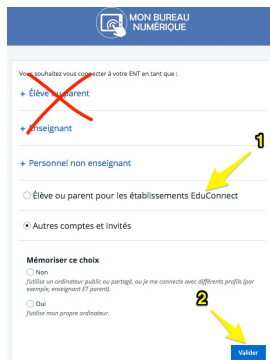 MON BUREAU
NUMÉRIQUE
Vous souhaitez vous connecter à votre ENT en tant que :
+ Élève ou parent
+ Enseignant
+ Personnel non enseignant
1
Élève ou parent pour les établissements EduConnect
Autres comptes et invités
Mémoriser ce choix
Non
J'utilise un ordinateur public ou partagé, ou je me connecte avec différents profils (par
exemple, enseignant ET parent).
2
Oui
J'utilise mon propre ordinateur.
Valider